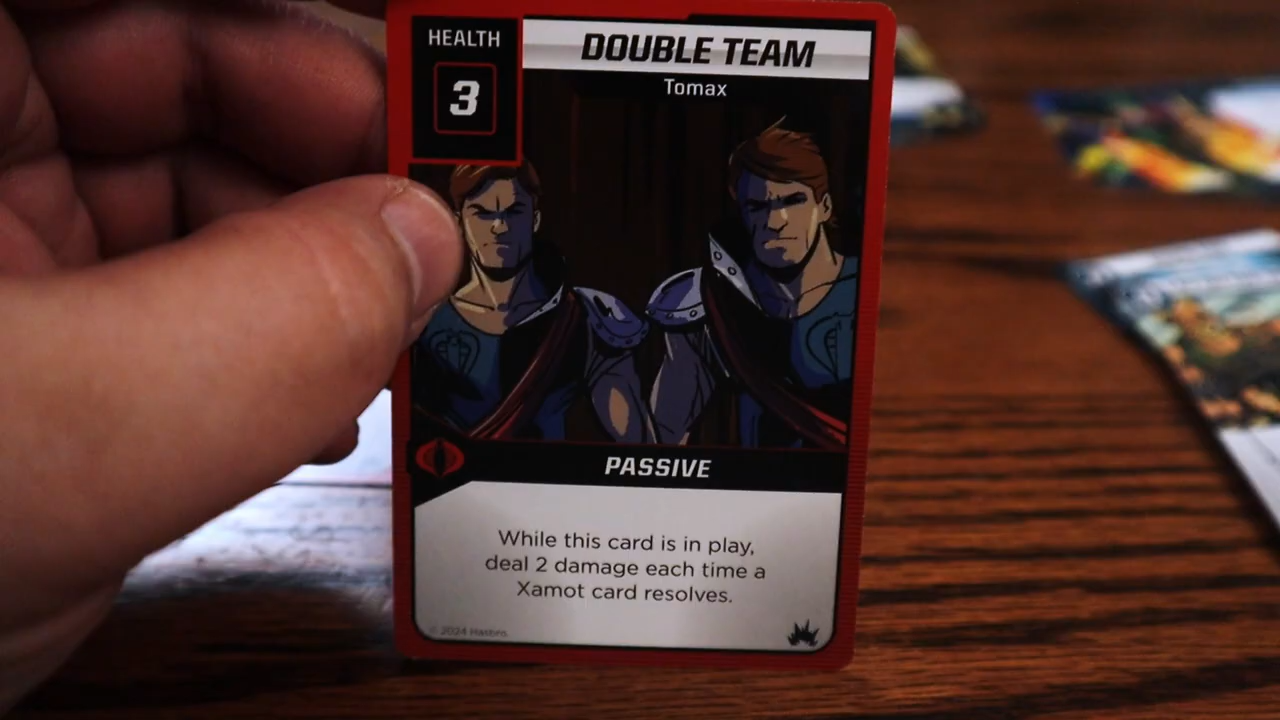 HEALTH
3
DOUBLE TEAM
Tomax
PASSIVE
While this card is in play,
deal 2 damage each time a
Xamot card resolves.
© 2024 Hasbro